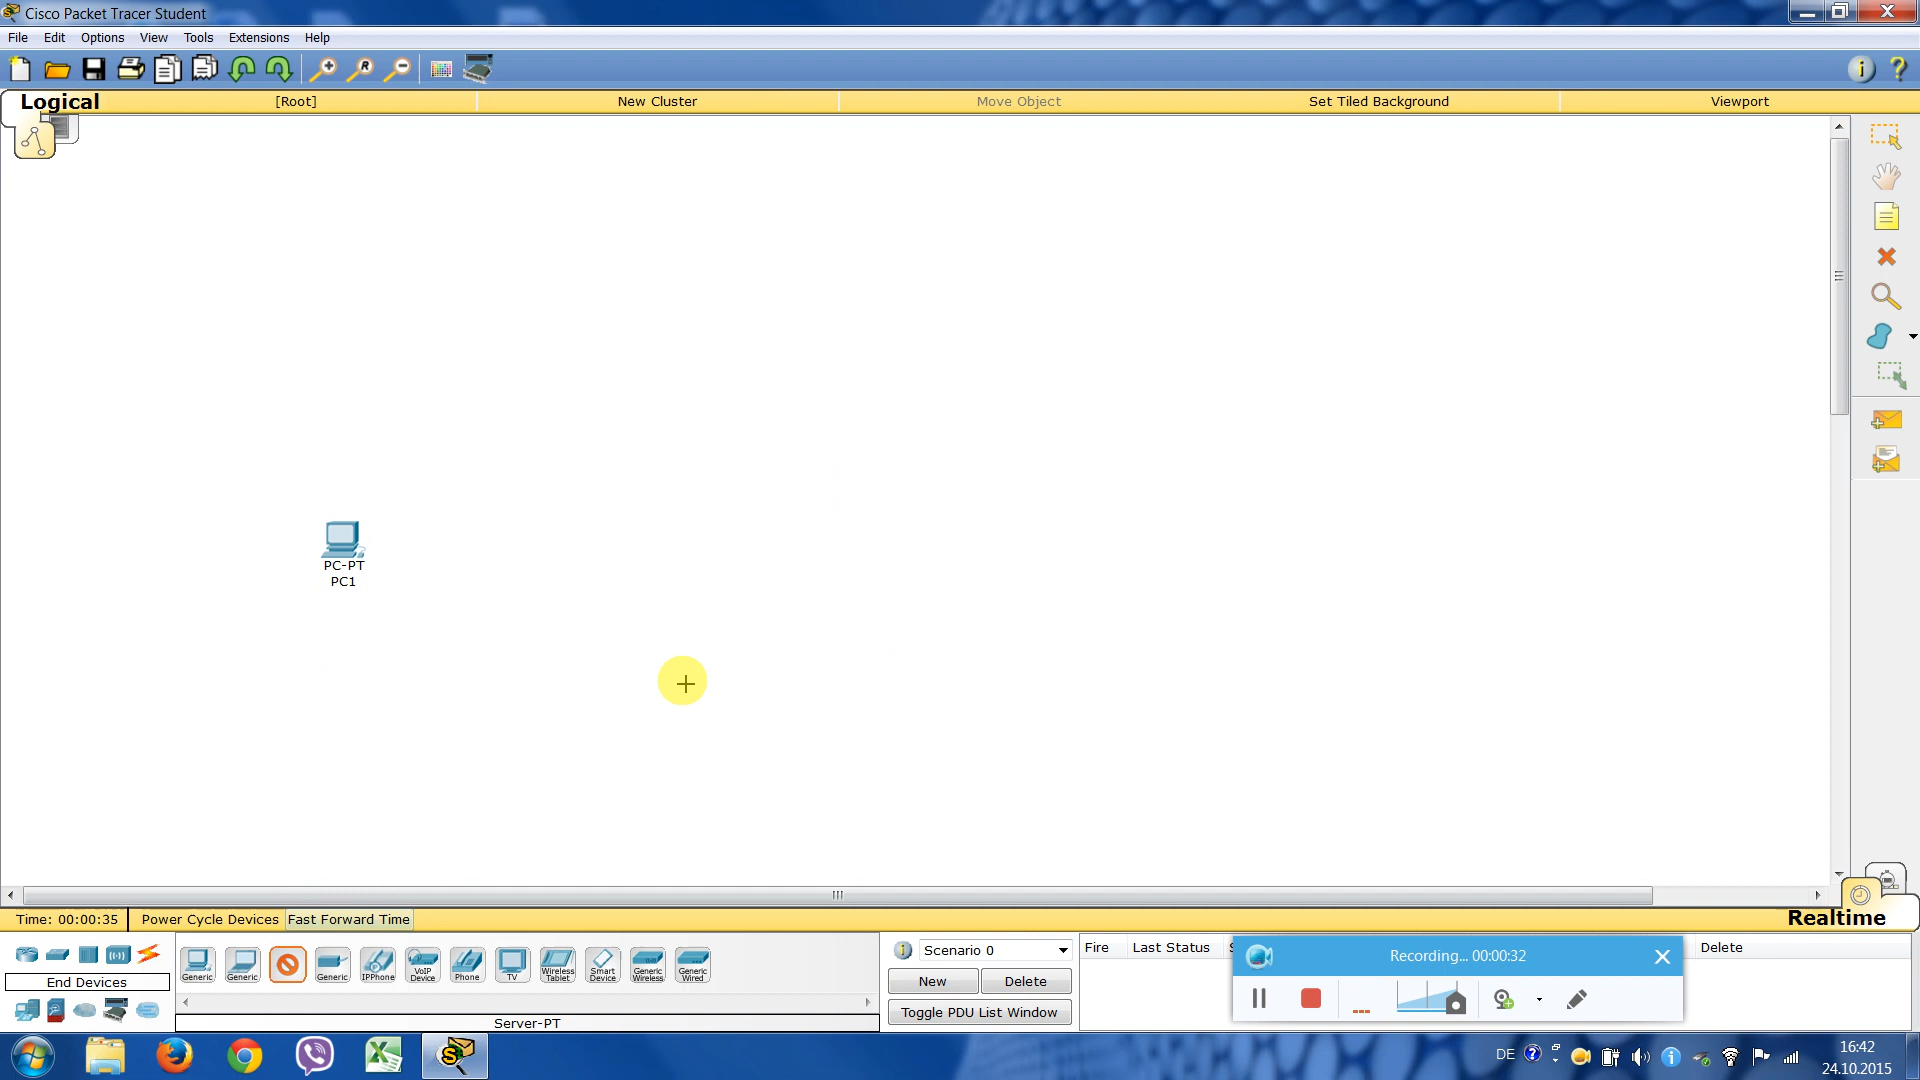 Cisco Packet Tracer Student
File Edit Options View Tools Extensions Help
Logical [Root] New Cluster Move Object Set Tiled Background Viewport
PC-PT
PC1
Time: 00:00:35 Power Cycle Devices Fast Forward Time Realtime
End Devices
Generic Generic Generic IPPhone VoIP Device Phone TV Wireless Tablet Smart Device Generic Wireless Generic Wired
Server-PT
Scenario 0
New Delete
Toggle PDU List Window
Fire Last Status Delete
Recording... 00:00:32
DE
16:42
24.10.2015